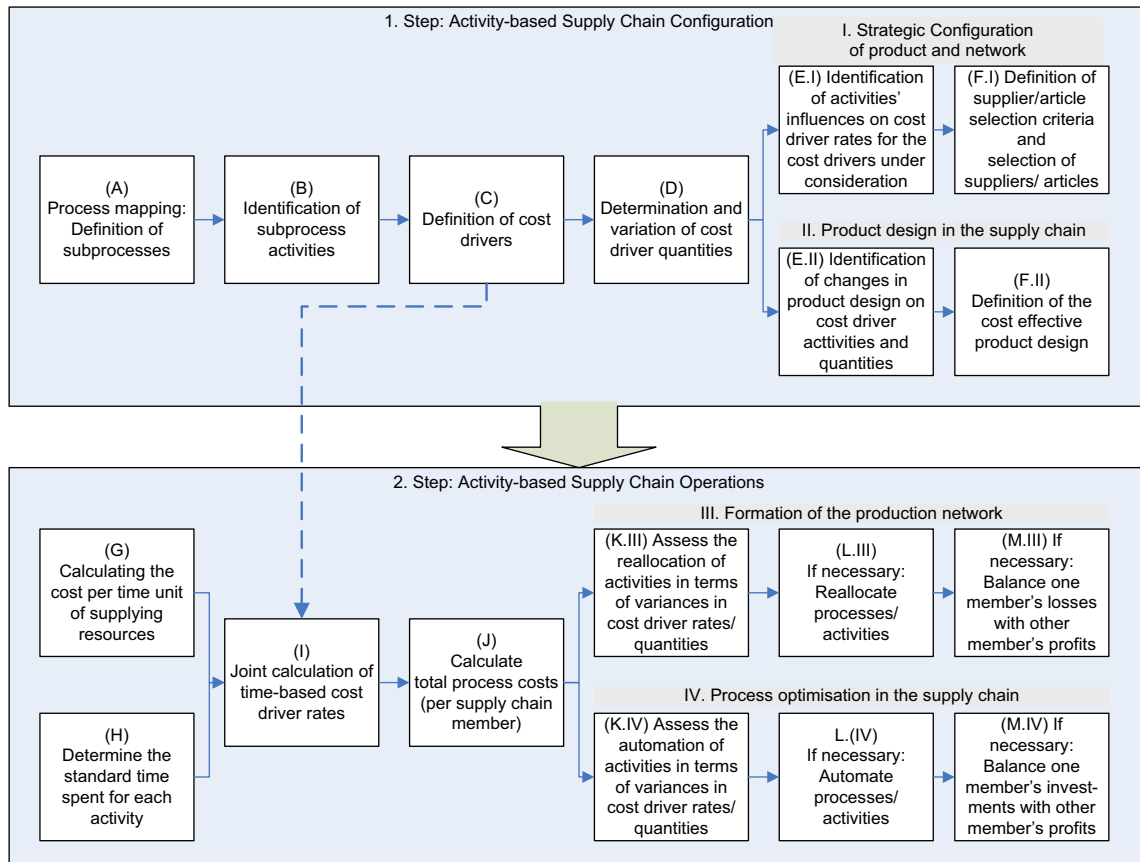 1. Step: Activity-based Supply Chain Configuration
I. Strategic Configuration
of product and network
(E.I) Identification
of activities'
influences on cost
driver rates for the
cost drivers under
consideration
(F.I) Definition of
supplier/article
selection criteria
and
selection of
suppliers/ articles
(A)
Process mapping:
Definition of
subprocesses
(B)
Identification of
subprocess
activities
(C)
Definition of cost
drivers
(D)
Determination and
variation of cost
driver quantities
II. Product design in the supply chain
(E.II) Identification
of changes in
product design on
cost driver
acttivities and
quantities
(F.II)
Definition of the
cost effective
product design
2. Step: Activity-based Supply Chain Operations
III. Formation of the production network
(G)
Calculating the
cost per time unit
of supplying
resources
(H)
Determine the
standard time
spent for each
activity
(I)
Joint calculation of
time-based cost
driver rates
(J)
Calculate
total process costs
(per supply chain
member)
(K.III) Assess the
reallocation of
activities in terms
of variances in
cost driver rates/
quantities
(L.III)
If necessary:
Reallocate
processes/
activities
(M.III) If
necessary:
Balance one
member's losses
with other
member's profits
IV. Process optimisation in the supply chain
(K.IV) Assess the
automation of
activities in terms
of variances in
cost driver rates/
quantities
L.(IV)
If necessary:
Automate
processes/
activities
(M.IV) If
necessary:
Balance one
member's invest-
ments with other
member's profits